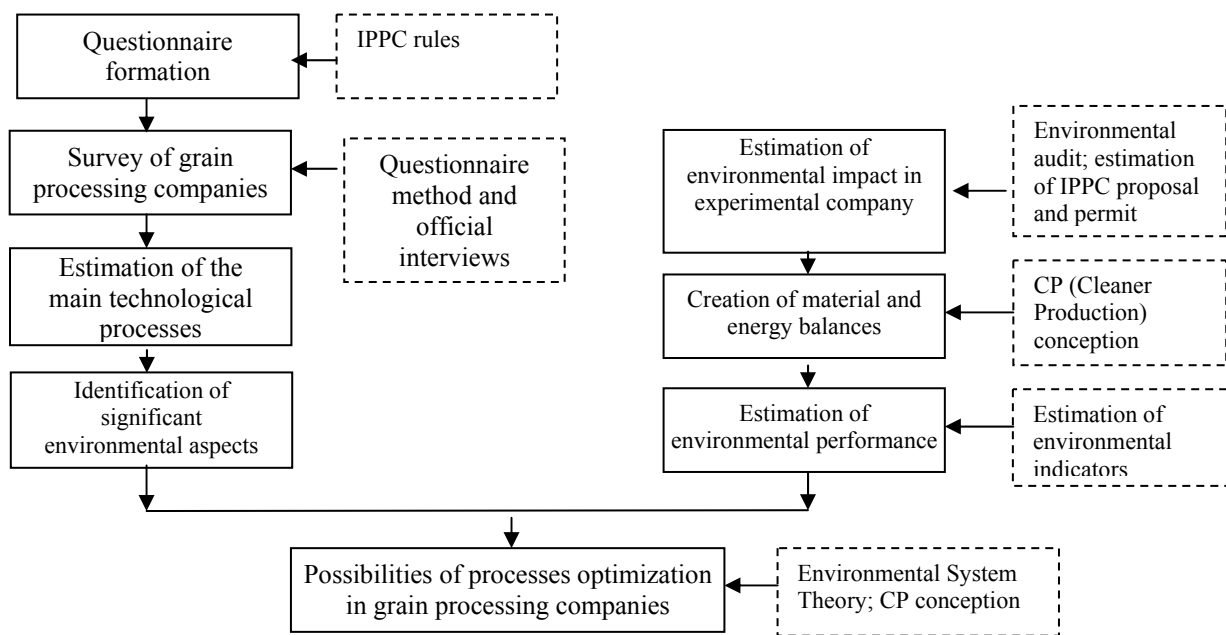 Questionnaire
formation
IPPC rules
Survey of grain
processing companies
Questionnaire
method and
official
interviews
Estimation of the
main technological
processes
Identification of
significant
environmental aspects
Estimation of
environmental impact in
experimental company
Environmental
audit; estimation
of IPPC proposal
and permit
Creation of material and
energy balances
CP (Cleaner
Production)
conception
Estimation of
environmental performance
Estimation of
environmental
indicators
Possibilities of processes optimization
in grain processing companies
Environmental System
Theory; CP conception